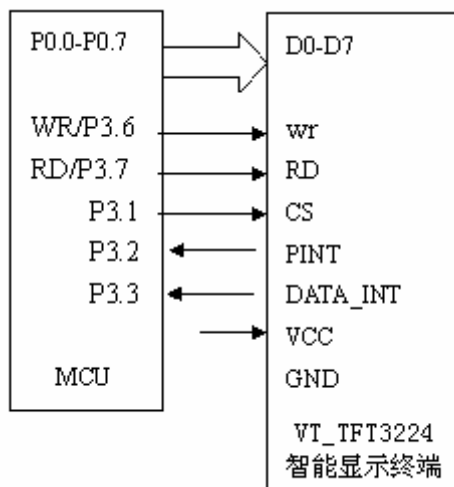 P0.0-P0.7 D0-D7
WR/P3.6 wr
RD/P3.7 RD
P3.1 CS
P3.2 PINT
P3.3 DATA_INT
VCC
MCU GND
VT_TFT3224
智能显示终端